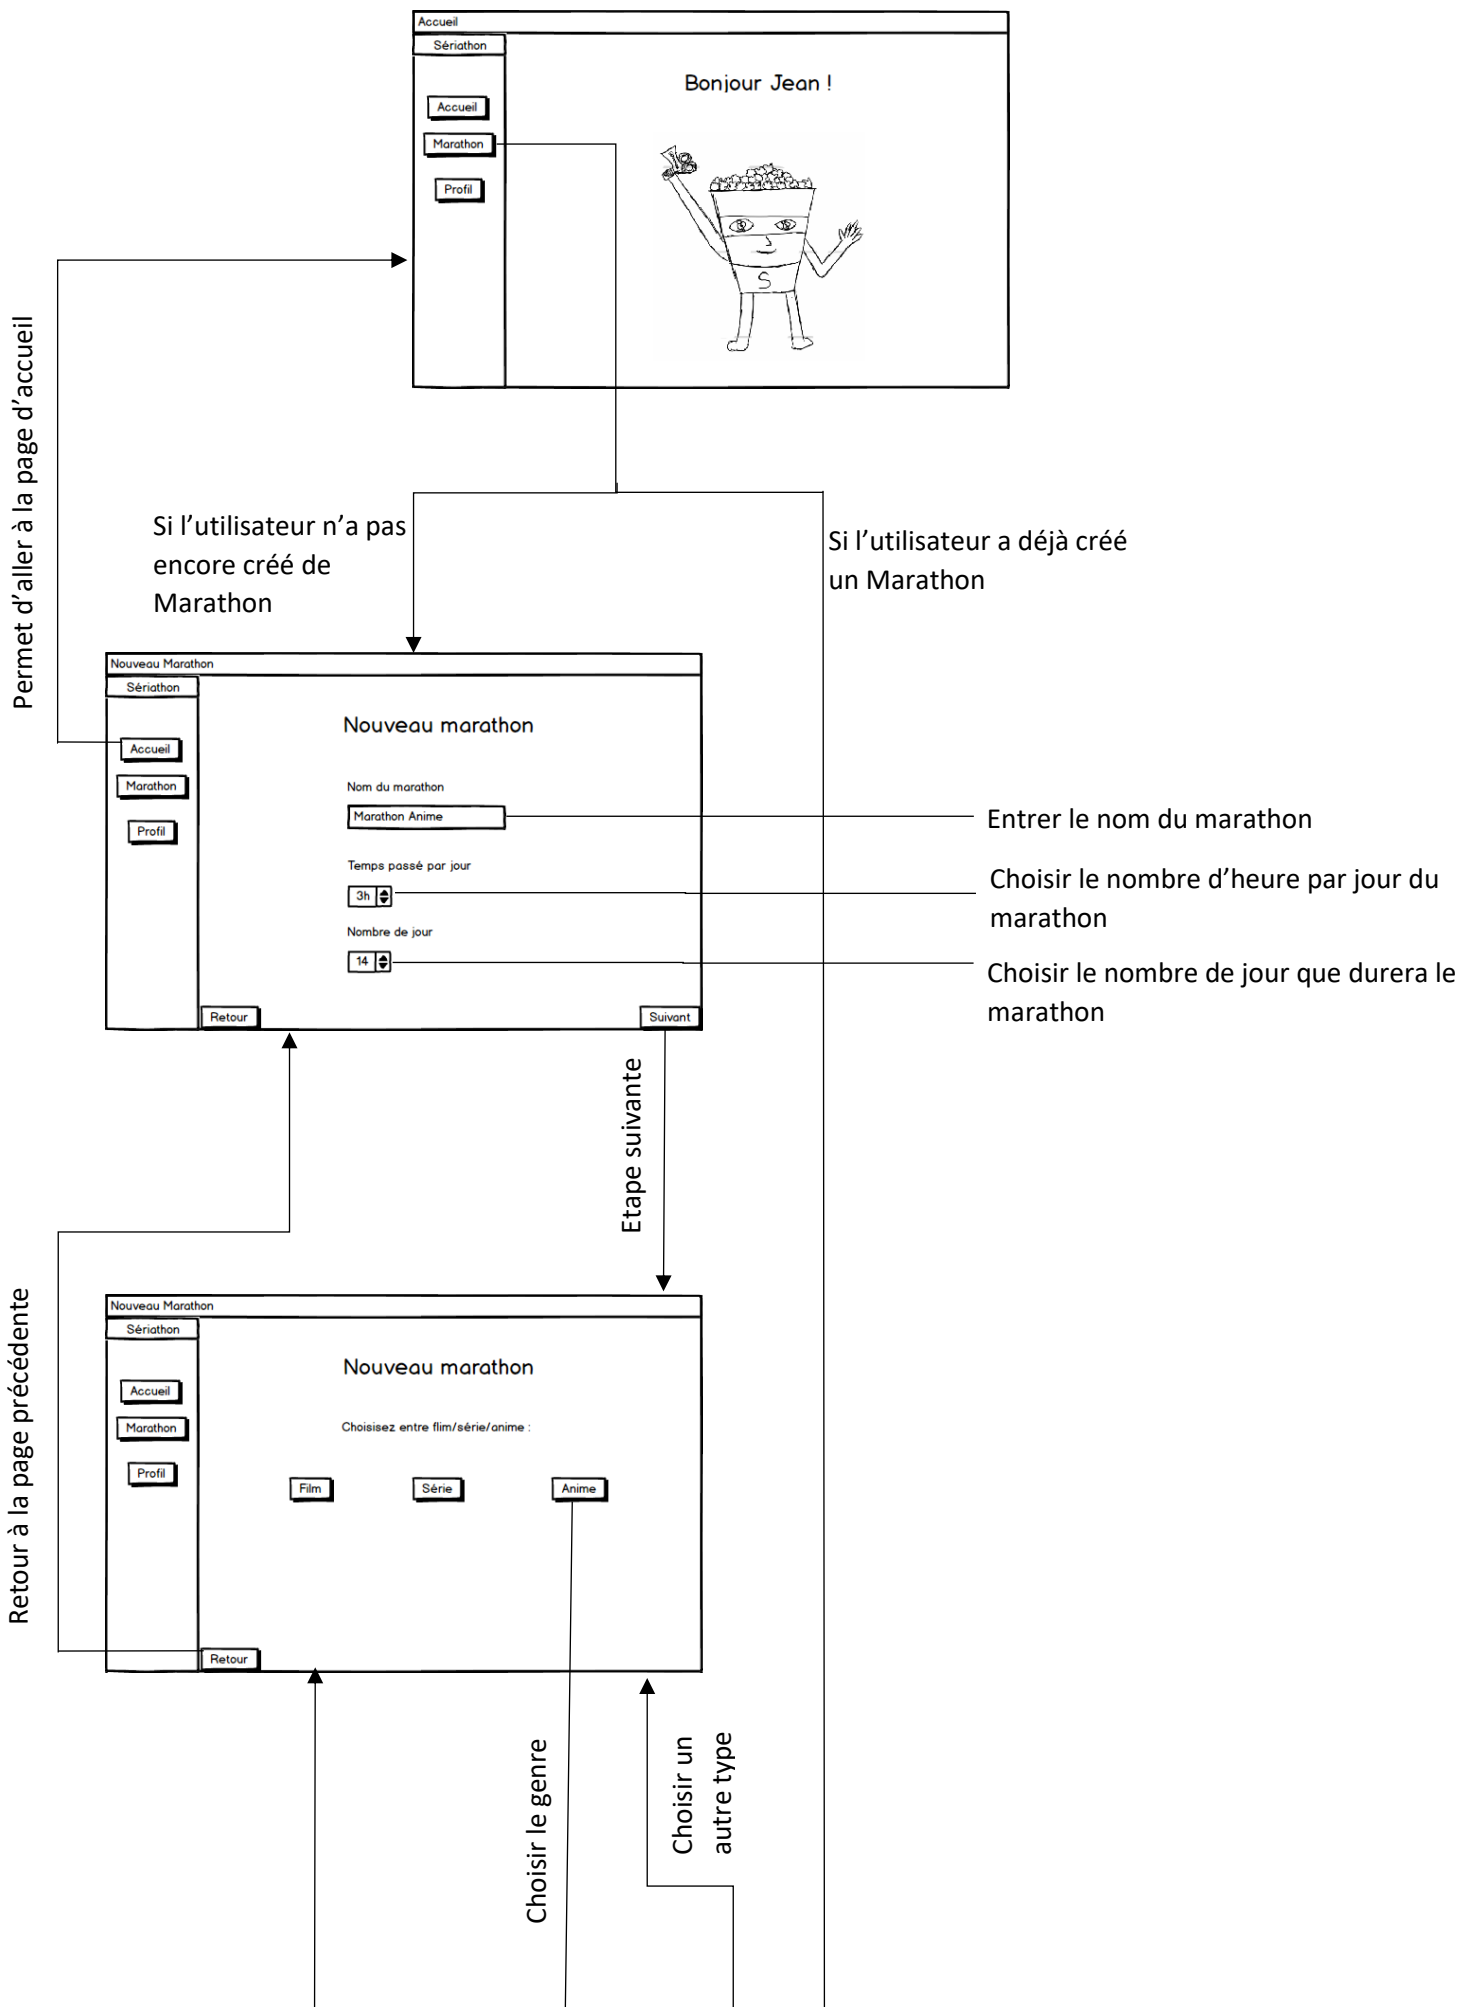 Accueil
Sériathon
Bonjour Jean !
Accueil
Marathon
Profil
S
Permet d'aller à la page d'accueil
Si l'utilisateur n'a pas
encore créé de
Marathon
Si l'utilisateur a déjà créé
un Marathon
Nouveau Marathon
Sériathon
Nouveau marathon
Accueil
Marathon
Profil
Nom du marathon
Marathon Anime
Entrer le nom du marathon
Temps passé par jour
3h
Choisir le nombre d'heure par jour du
marathon
Nombre de jour
14
Choisir le nombre de jour que durera le
marathon
Retour
Suivant
Etape suivante
Retour à la page précédente
Nouveau Marathon
Sériathon
Nouveau marathon
Accueil
Marathon
Profil
Choisisez entre flim/série/anime :
Film
Série
Anime
Retour
Choisir le genre
Choisir un
autre type